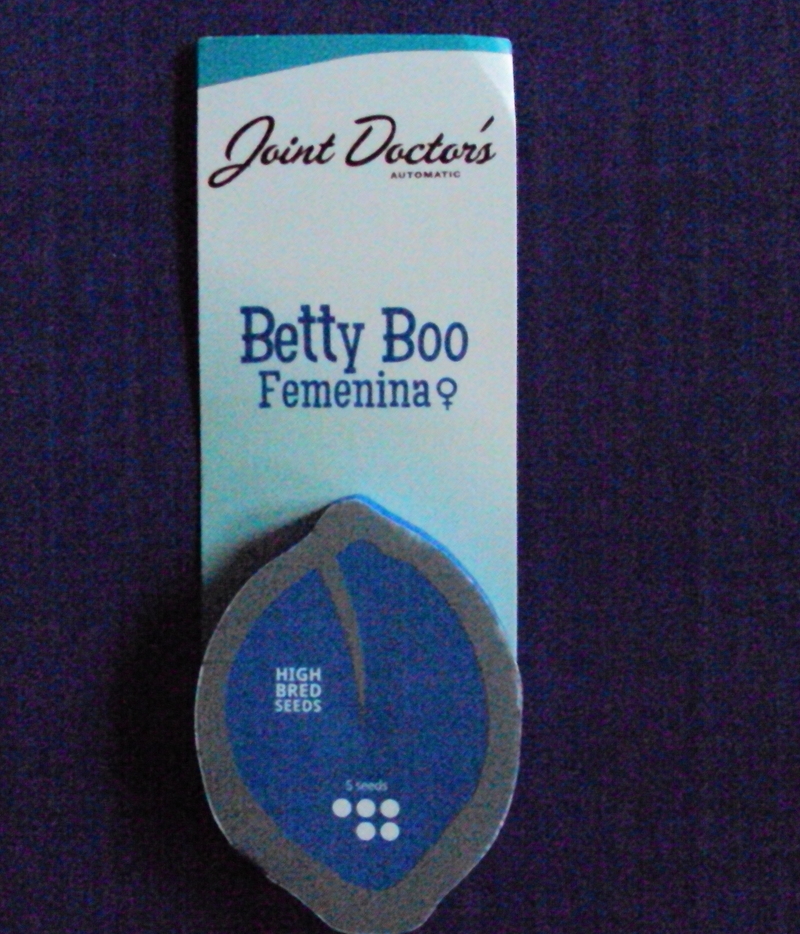 Joint Doctor's
AUTOMATIC
Betty Boo
Femenina♀
HIGH
BRED
SEEDS
5 seeds